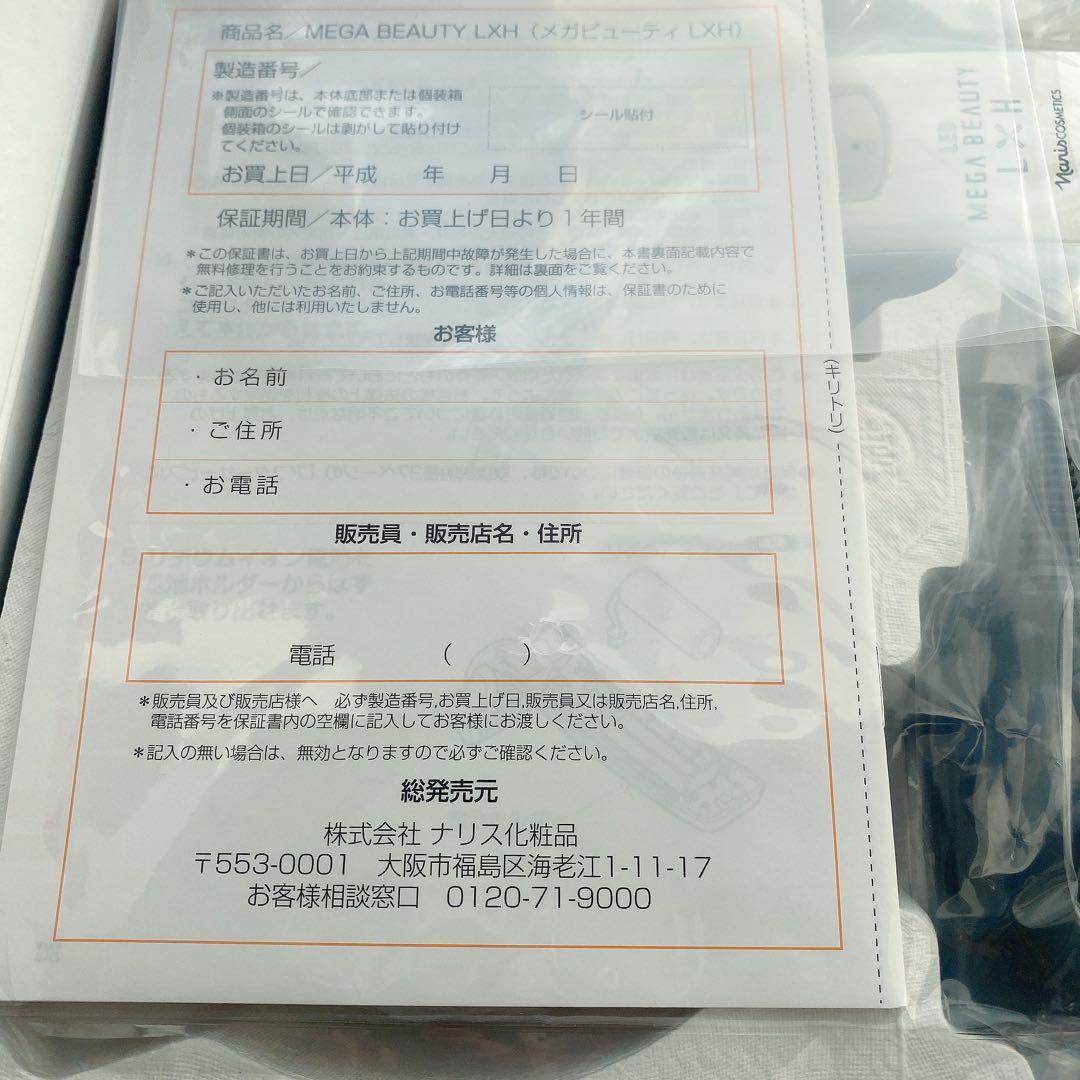 商品名/MEGA BEAUTY LXH（メガビューティ LXH）
製造番号/
※製造番号は、本体底部または個装箱
側面のシールで確認できます。
個装箱のシールは剥がして貼り付け
てください。
シール貼付
お買上日/平成　年　月　日
保証期間/本体：お買上げ日より1年間
*この保証書は、お買上日から上記期間中故障が発生した場合に、本書裏面記載内容で
無料修理を行うことをお約束するものです。詳細は裏面をご覧ください。
*ご記入いただいたお名前、ご住所、お電話番号等の個人情報は、保証書のために
使用し、他には利用いたしません。
お客様
・お名前
・ご住所
・お電話
販売員・販売店名・住所
電話　（　）
*販売員及び販売店様へ　必ず製造番号,お買上げ日,販売員又は販売店名,住所,
電話番号を保証書内の空欄に記入してお客様にお渡しください。
*記入の無い場合は、無効となりますので必ずご確認ください。
総発売元
株式会社 ナリス化粧品
〒553-0001　大阪市福島区海老江1-11-17
お客様相談窓口　0120-71-9000
（キリトリ）
LED
MEGA BEAUTY
LXH
Naris COSMETICS